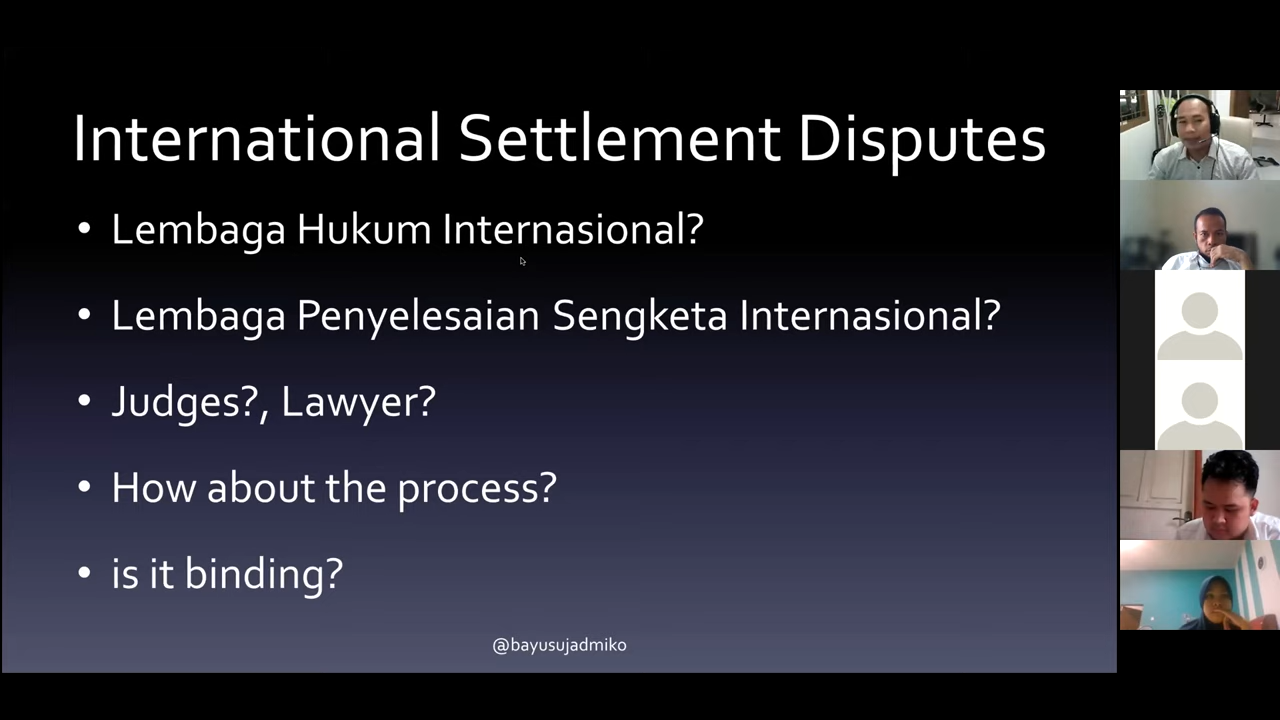 International Settlement Disputes
• Lembaga Hukum Internasional?
• Lembaga Penyelesaian Sengketa Internasional?
• Judges?, Lawyer?
• How about the process?
• is it binding?
@bayusujadmiko